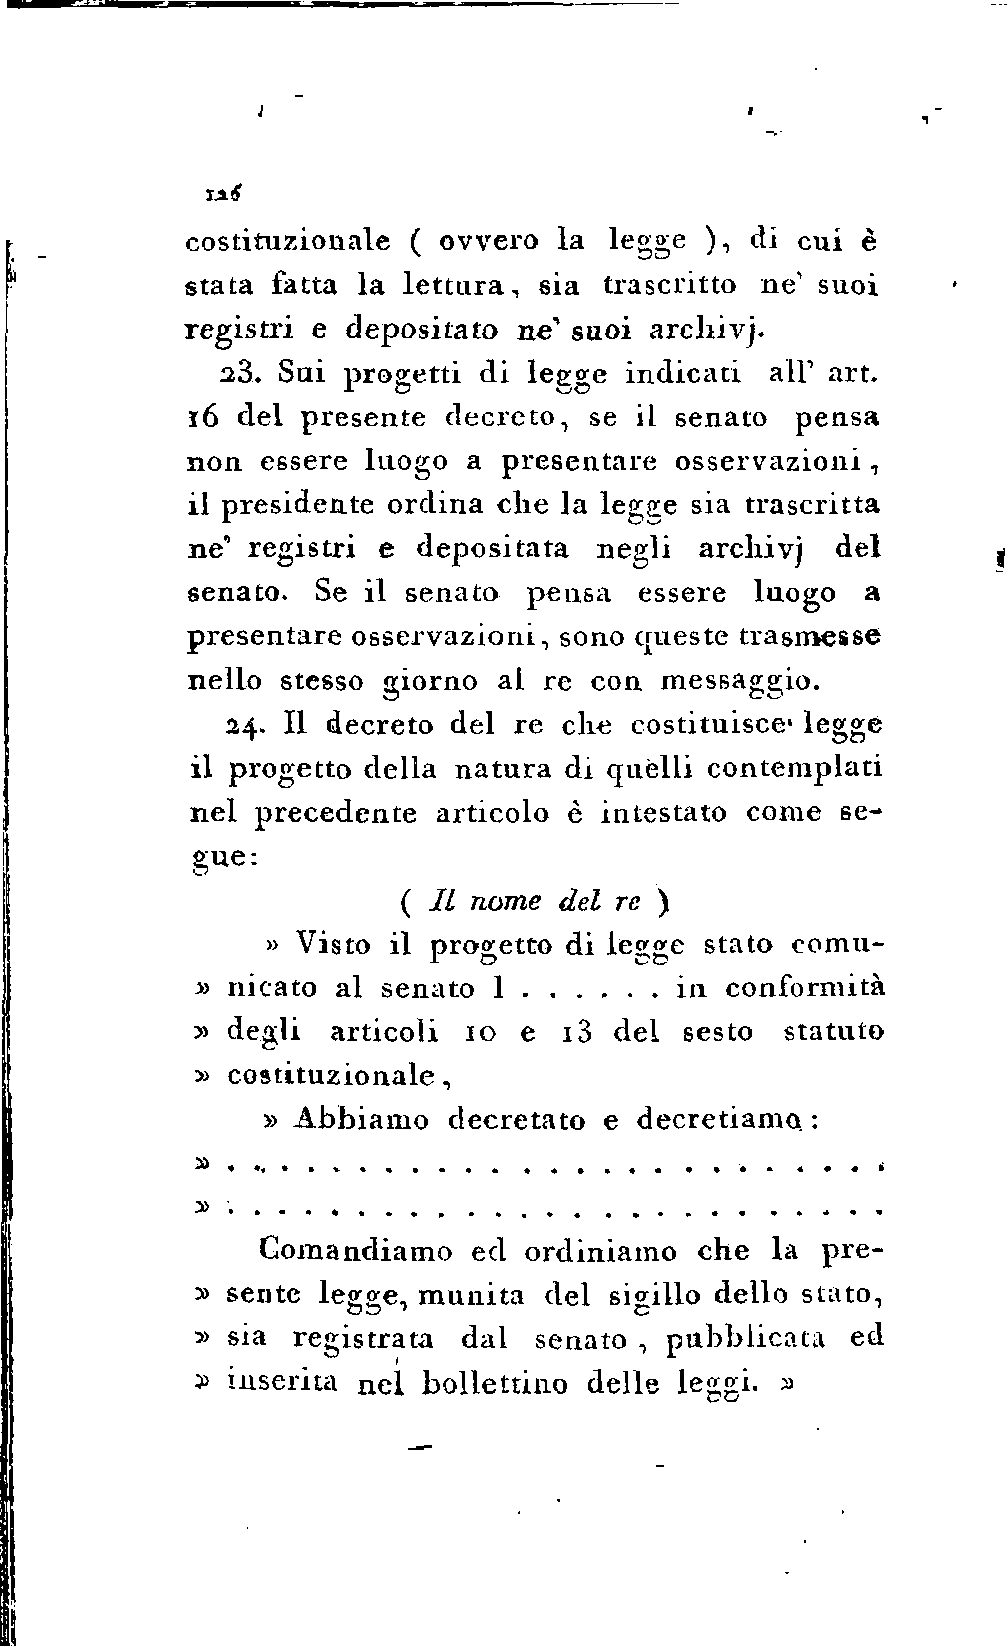 126
costituzionale ( ovvero la legge ), di cui è
stata fatta la lettura, sia trascritto ne' suoi
registri e depositato ne' suoi archivj.
23. Sui progetti di legge indicati all' art.
16 del presente decreto, se il senato pensa
non essere luogo a presentare osservazioni,
il presidente ordina che la legge sia trascritta
ne' registri e depositata negli archivj del
senato. Se il senato pensa essere luogo a
presentare osservazioni, sono queste trasmesse
nello stesso giorno al re con messaggio.
24. Il decreto del re che costituisce legge
il progetto della natura di quelli contemplati
nel precedente articolo è intestato come se-
gue:
( Il nome del re )
» Visto il progetto di legge stato comu-
» nicato al senato l . . . . . . in conformità
» degli articoli 10 e 13 del sesto statuto
» costituzionale,
» Abbiamo decretato e decretiamo :
» . . . . . . . . . . . . . . . . . . . . . . . . .
» . . . . . . . . . . . . . . . . . . . . . . . . .
Comandiamo ed ordiniamo che la pre-
» sente legge, munita del sigillo dello stato,
» sia registrata dal senato , pubblicata ed
» inserita nel bollettino delle leggi. »